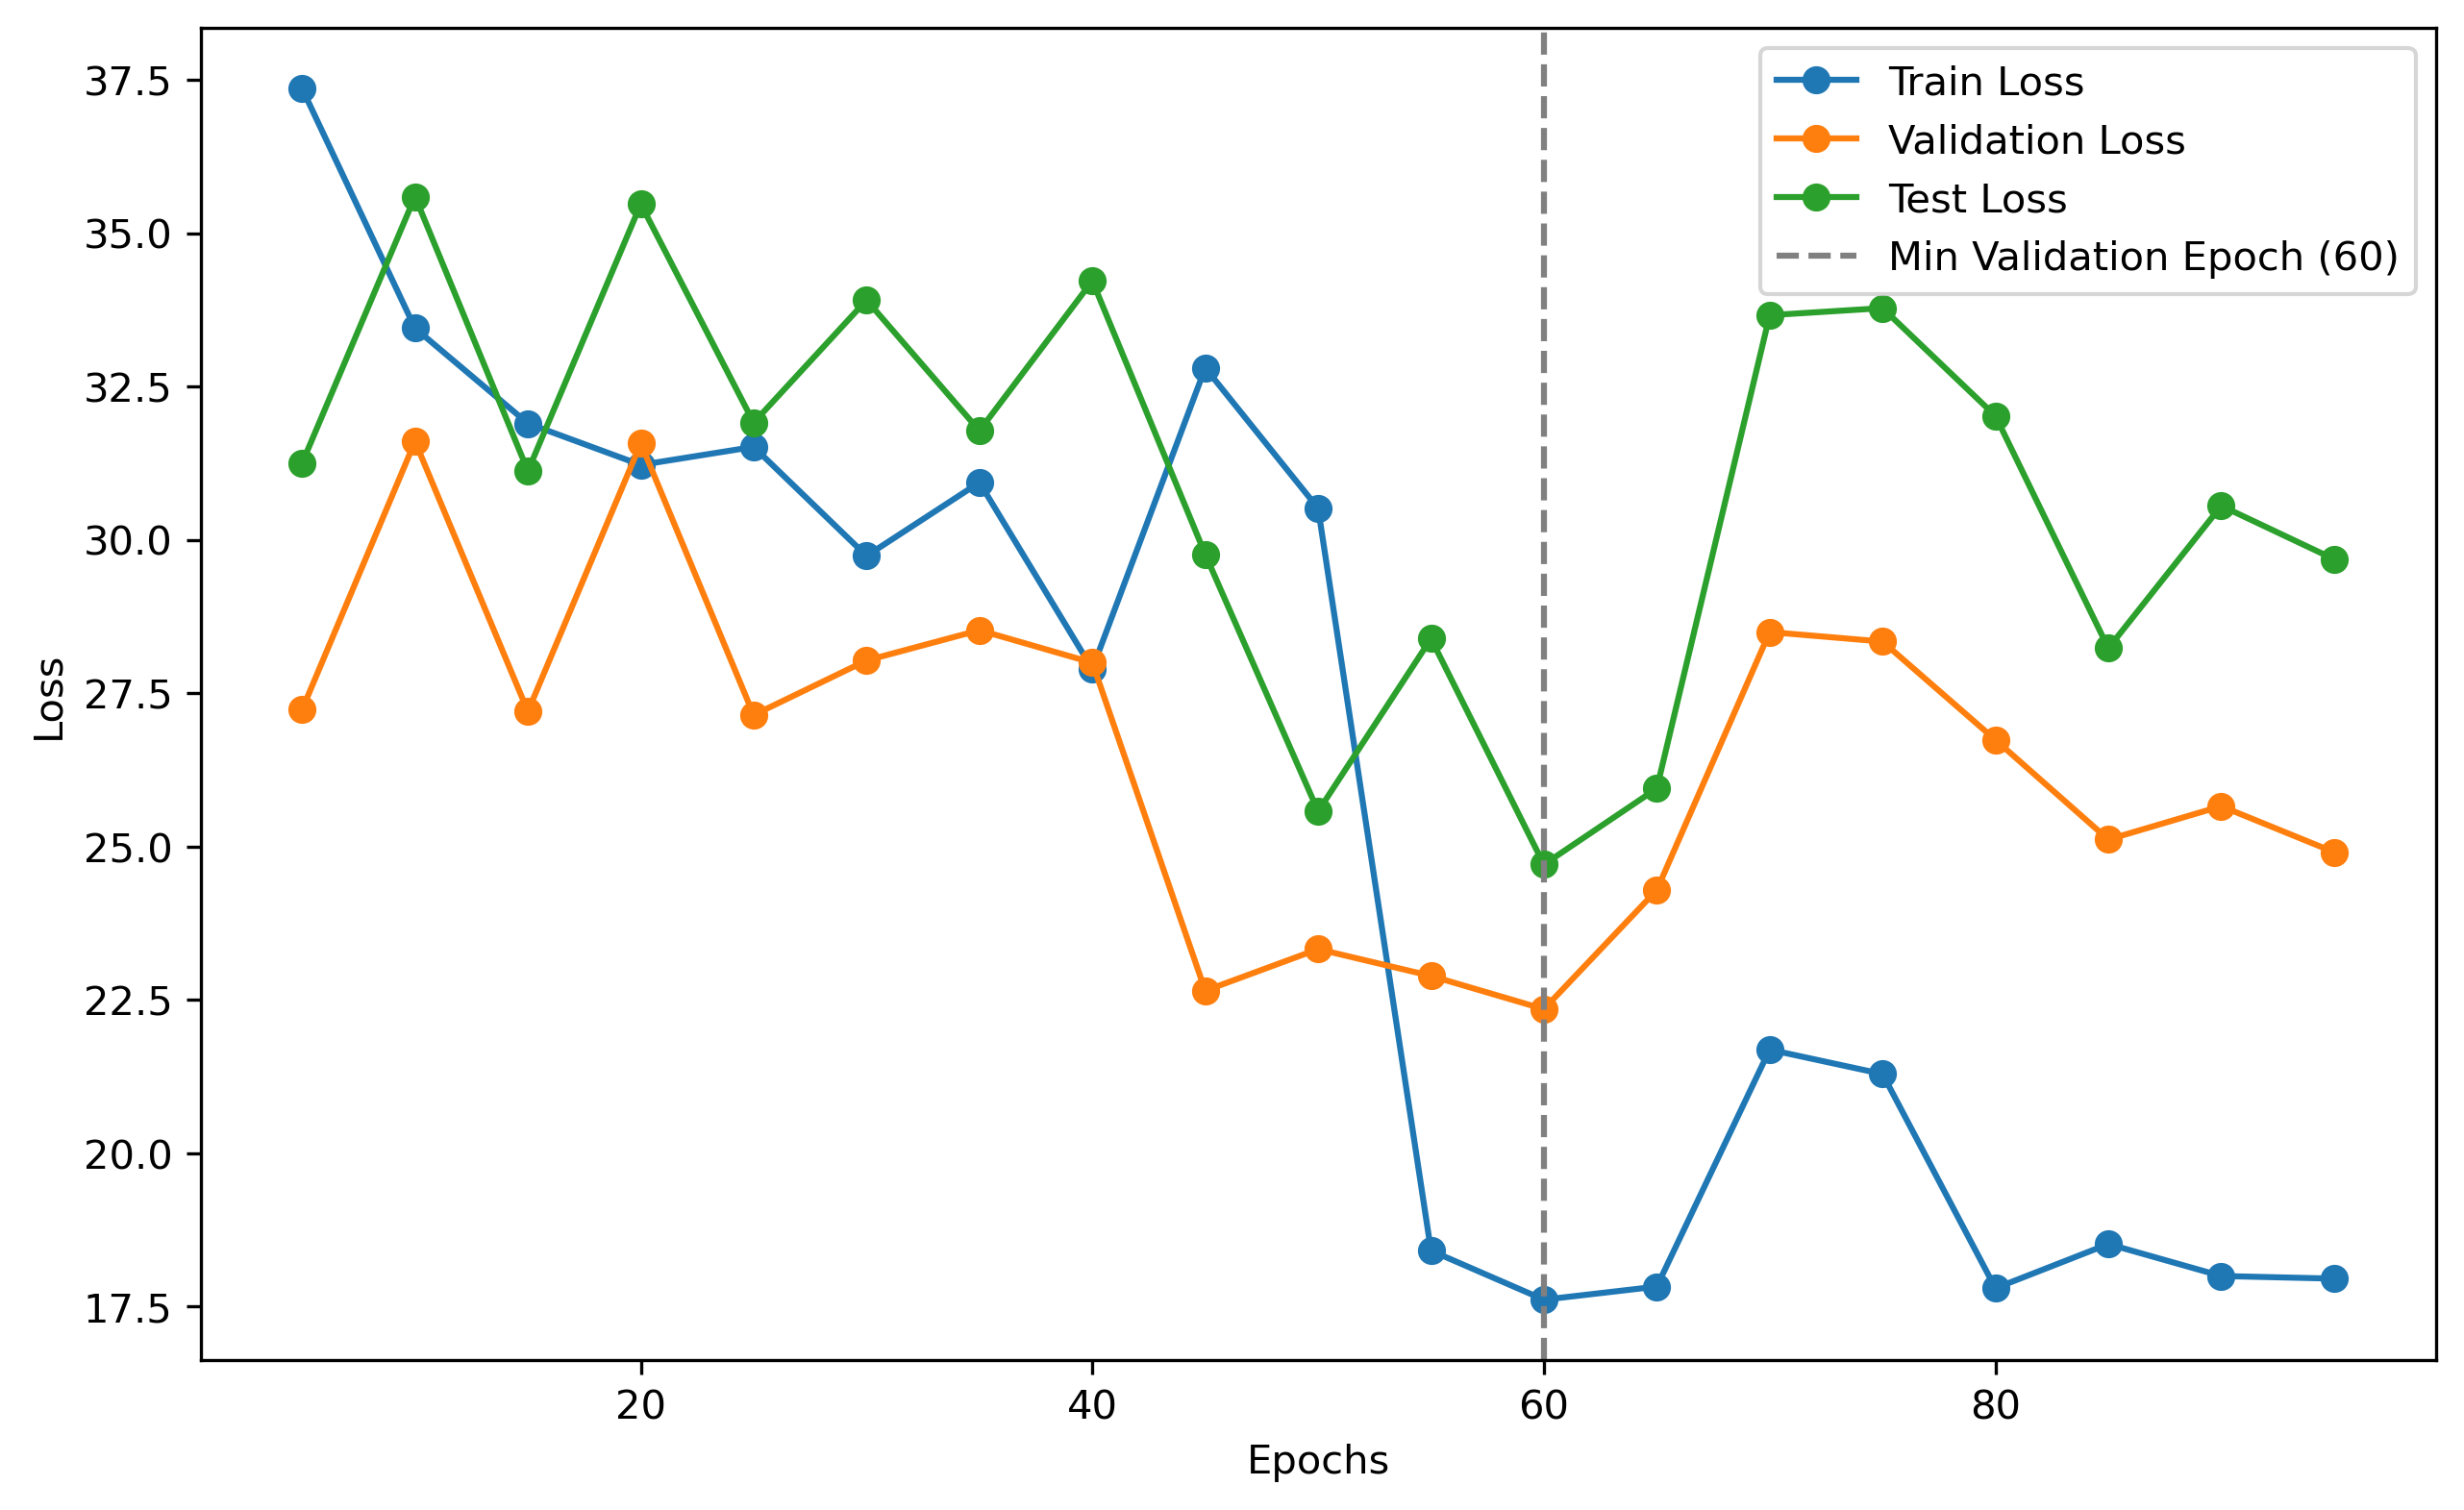 37.5
35.0
32.5
30.0
27.5
25.0
22.5
20.0
17.5
Loss
20 40 60 80
Epochs
Train Loss
Validation Loss
Test Loss
Min Validation Epoch (60)